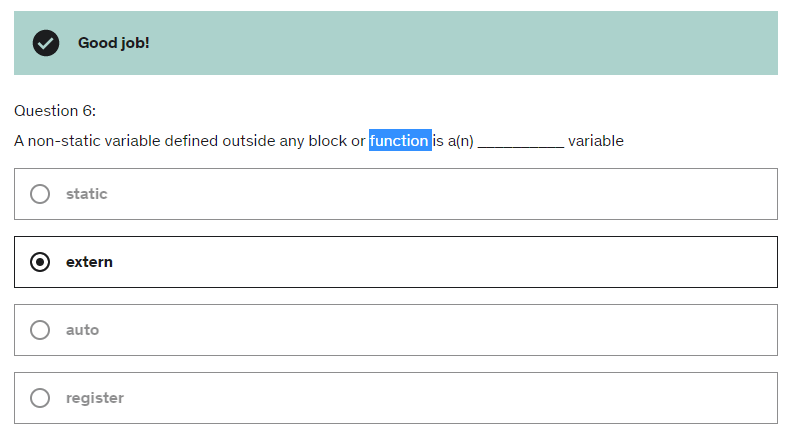 Good job!
Question 6:
A non-static variable defined outside any block or function is a(n) __________ variable
static
extern
auto
register